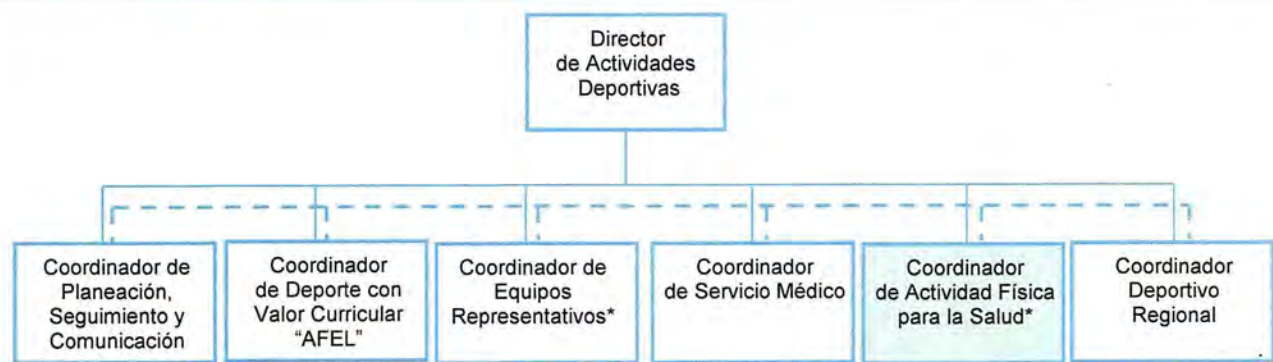 Director
de Actividades
Deportivas
Coordinador de
Planeación,
Seguimiento y
Comunicación
Coordinador
de Deporte con
Valor Curricular
"AFEL"
Coordinador de
Equipos
Representativos*
Coordinador
de Servicio Médico
Coordinador
de Actividad Física
para la Salud*
Coordinador
Deportivo
Regional